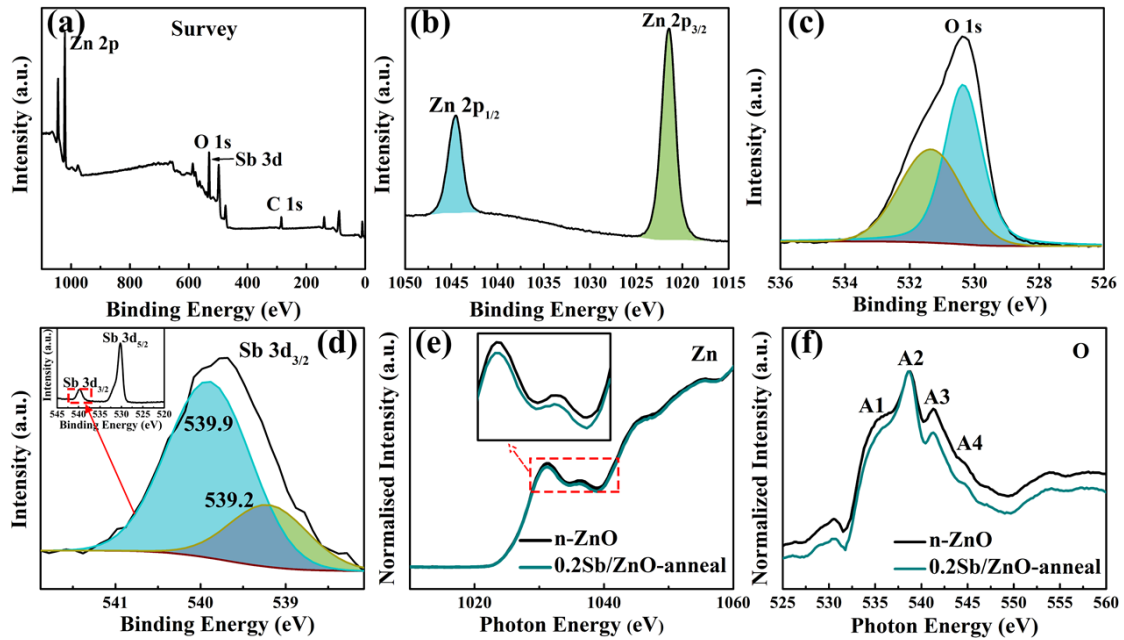 (a)
Survey
Zn 2p
O 1s
Sb 3d
C 1s
Intensity (a.u.)
1000 800 600 400 200 0
Binding Energy (eV)
(b)
Zn 2p3/2
Zn 2p1/2
Intensity (a.u.)
1050 1045 1040 1035 1030 1025 1020 1015
Binding Energy (eV)
(c)
O 1s
Intensity (a.u.)
536 534 532 530 528 526
Binding Energy (eV)
(d)
Sb 3d3/2
Intensity (a.u.)
Sb 3d5/2
Sb 3d3/2
545 540 535 530 525 520
Binding Energy (eV)
539.9
539.2
Intensity (a.u.)
541 540 539
Binding Energy (eV)
(e)
Zn
n-ZnO
0.2Sb/ZnO-anneal
Normalised Intensity (a.u.)
1020 1040 1060
Photon Energy (eV)
(f)
O
A1
A2
A3
A4
n-ZnO
0.2Sb/ZnO-anneal
Normalized Intensity (a.u.)
525 530 535 540 545 550 555 560
Photon Energy (eV)